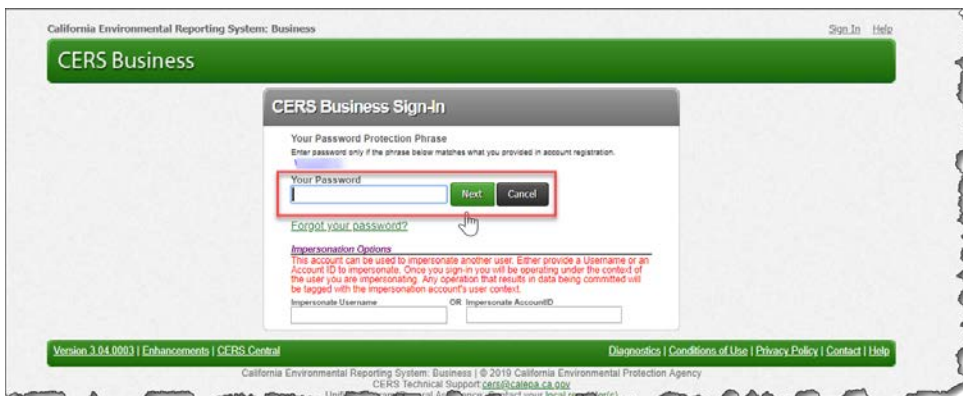 California Environmental Reporting System: Business
Sign In Help
CERS Business
CERS Business Sign-In
Your Password Protection Phrase
Enter password only if the phrase below matches what you provided in account registration.
Your Password
Next Cancel
Forgot your password?
Impersonation Options
This account can be used to impersonate another user. Either provide a Username or an
Account ID to impersonate. Once you sign-in you will be operating under the context of
the user you are impersonating. Any operation that results in data being committed will
be tagged with the impersonation account's user context.
Impersonate Username OR Impersonate AccountID
Version 3.04.0003 | Enhancements | CERS Central
Diagnostics | Conditions of Use | Privacy Policy | Contact | Help
California Environmental Reporting System: Business | © 2019 California Environmental Protection Agency
CERS Technical Support: cers@calepa.ca.gov